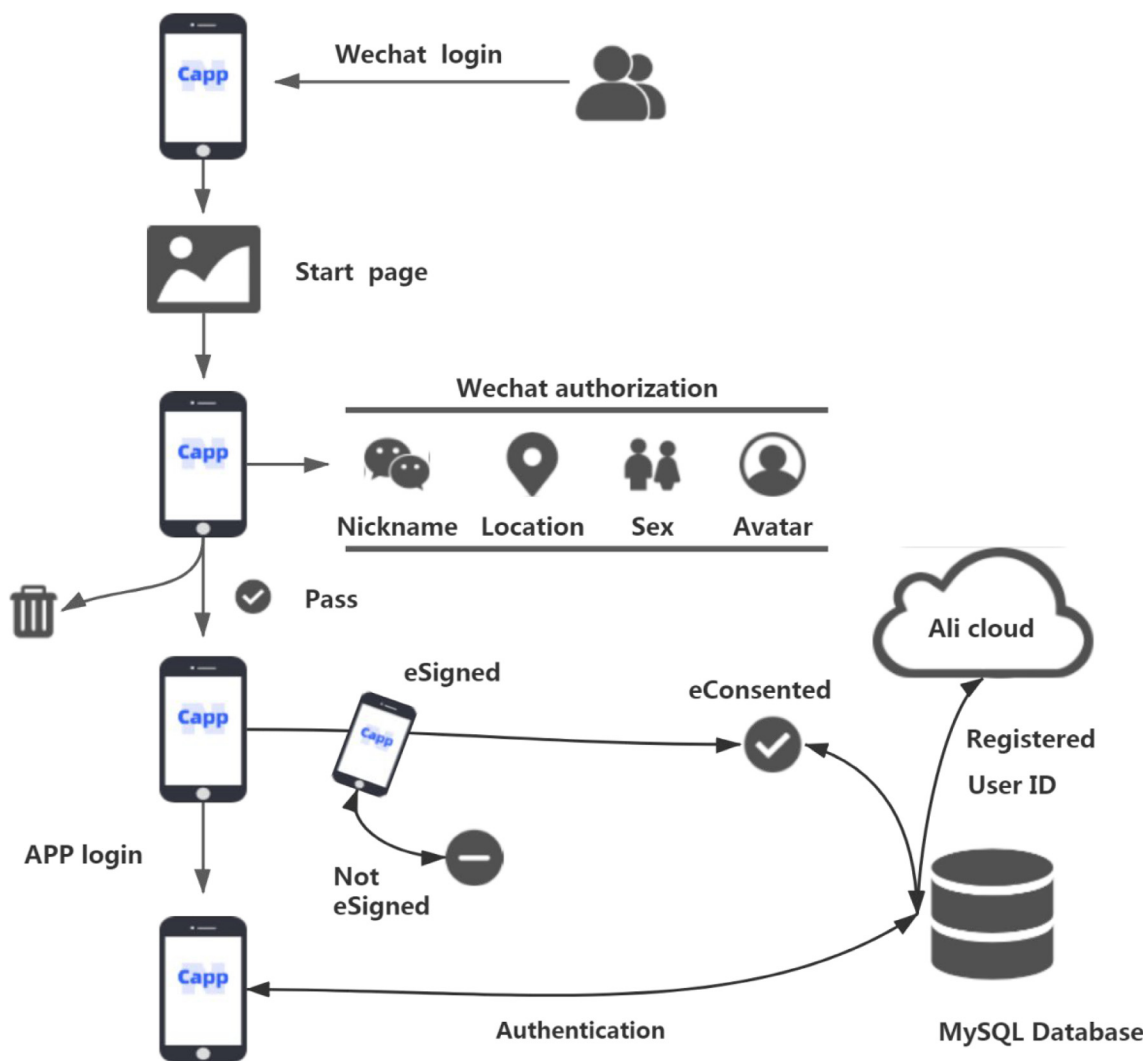 Capp
Wechat login
Start page
Wechat authorization
Capp
Nickname
Location
Sex
Avatar
Pass
Ali cloud
eSigned
eConsented
Capp
Capp
Registered
User ID
APP login
Not
eSigned
Capp
Authentication
MySQL Database